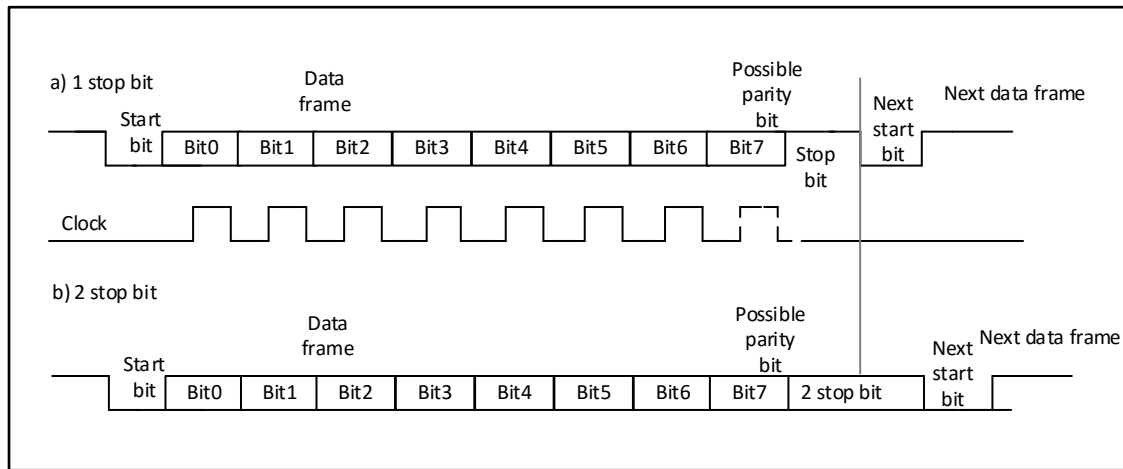 a) 1 stop bit
Data
frame
Possible
parity
bit
Next data frame
Start
bit
Next
start
bit
Bit0
Bit1
Bit2
Bit3
Bit4
Bit5
Bit6
Bit7
Stop
bit
Clock
b) 2 stop bit
Data
frame
Possible
parity
bit
Next data frame
Start
bit
Next
start
bit
Bit0
Bit1
Bit2
Bit3
Bit4
Bit5
Bit6
Bit7
2 stop bit